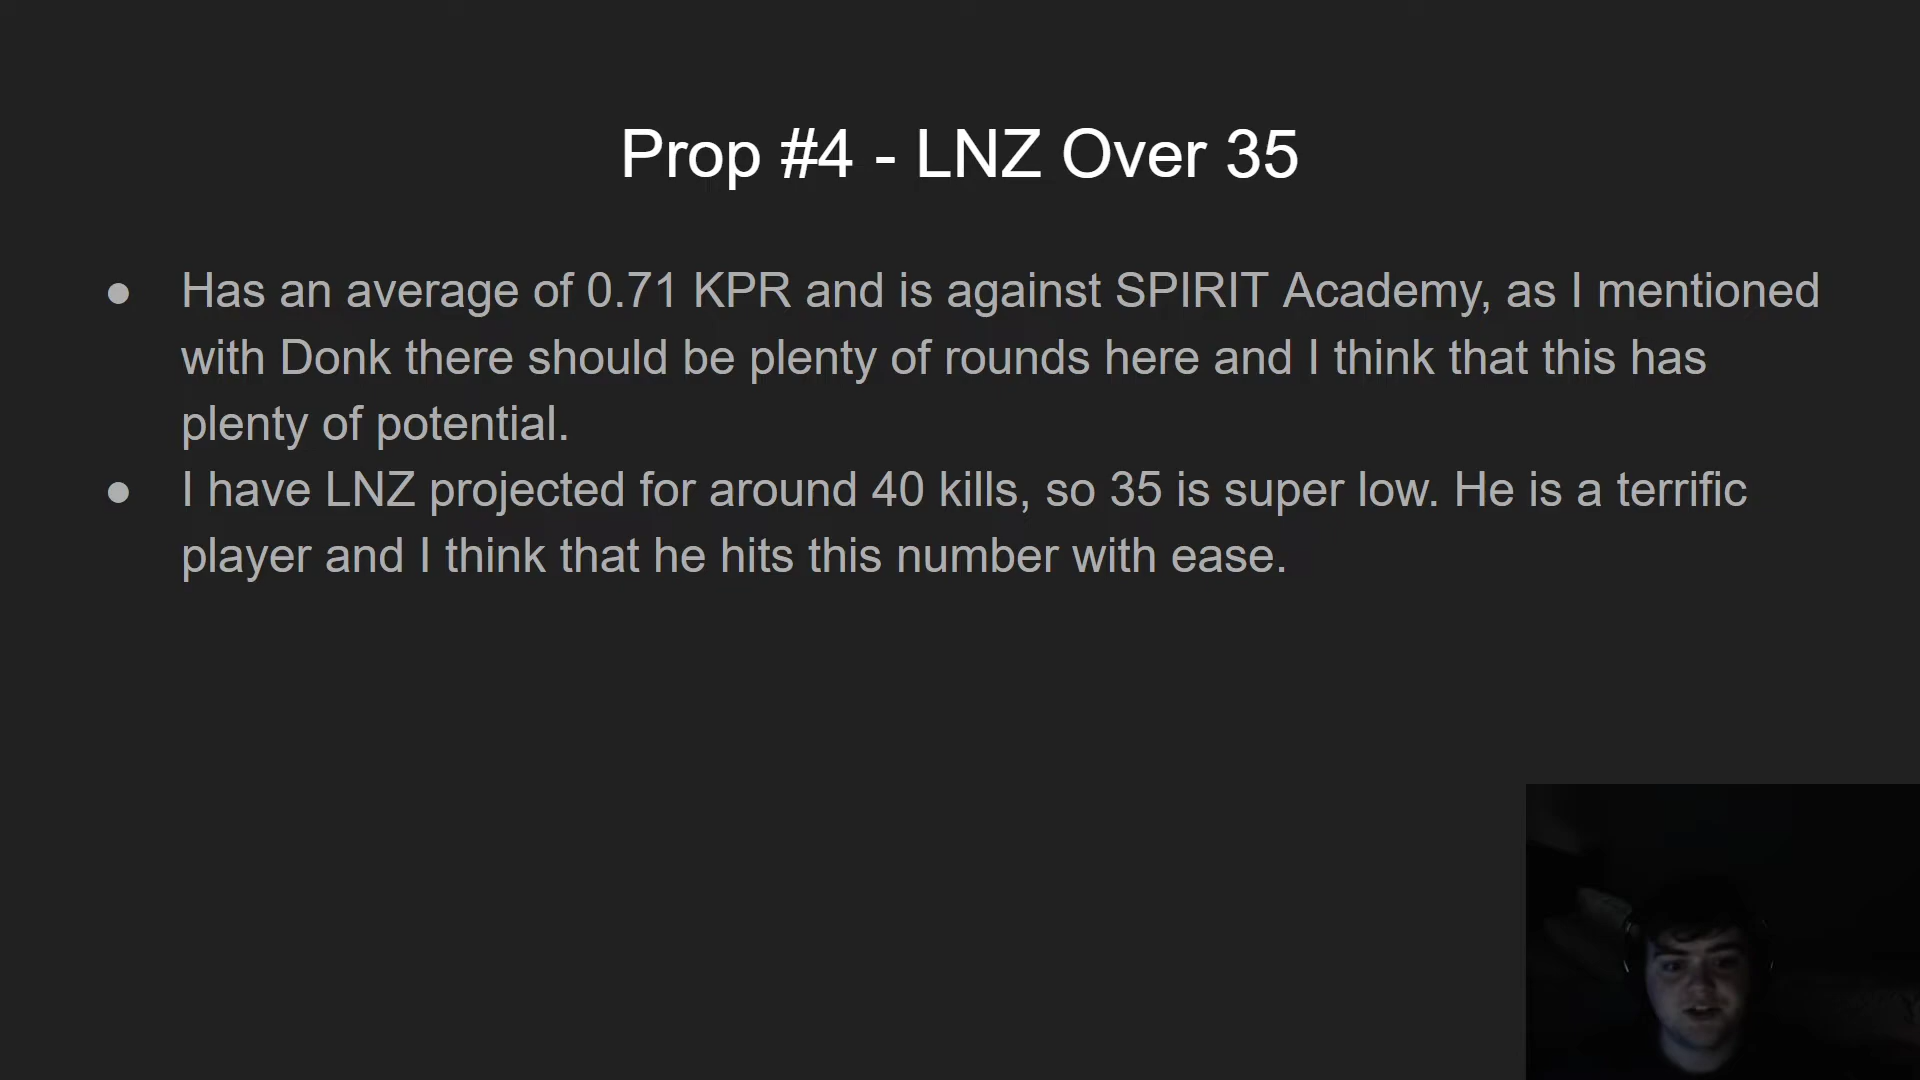 Prop #4 - LNZ Over 35
● Has an average of 0.71 KPR and is against SPIRIT Academy, as I mentioned
with Donk there should be plenty of rounds here and I think that this has
plenty of potential.
● I have LNZ projected for around 40 kills, so 35 is super low. He is a terrific
player and I think that he hits this number with ease.